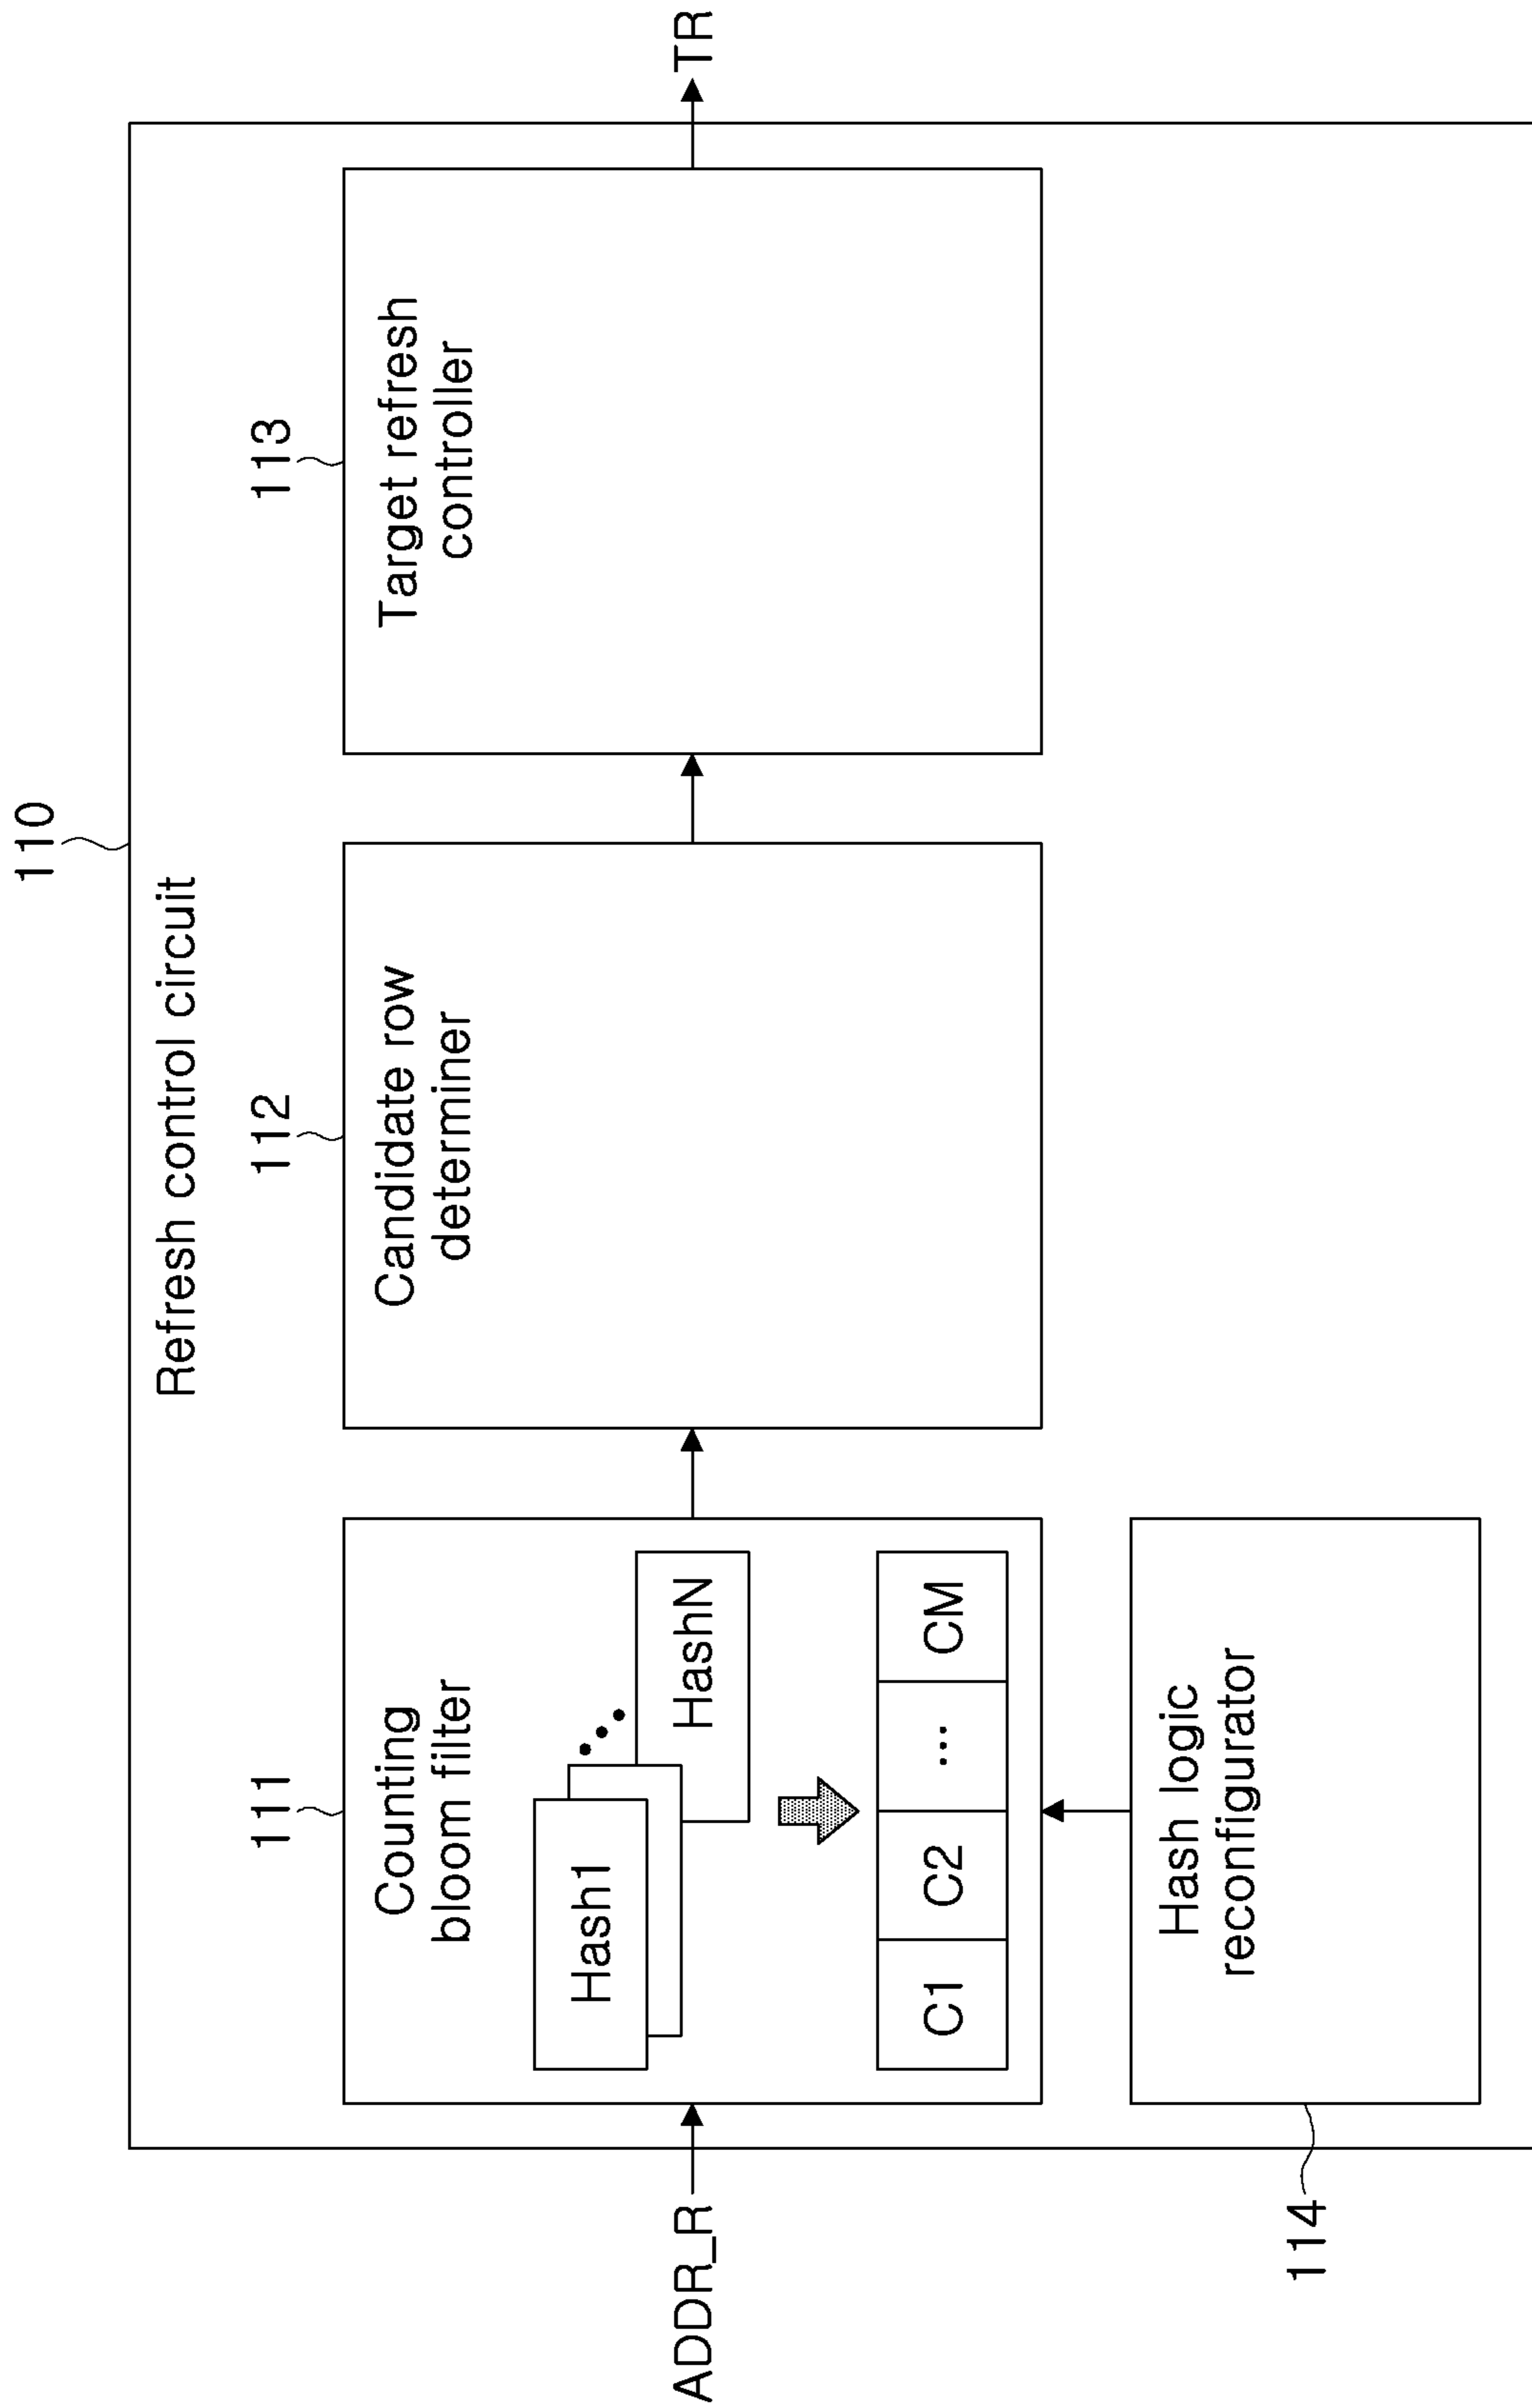 110
Refresh control circuit
111
112
113
Counting
bloom filter
Candidate row
determiner
Target refresh
controller
Hash1
HashN
ADDR_R
TR
C1
C2
...
CM
Hash logic
reconfigurator
114